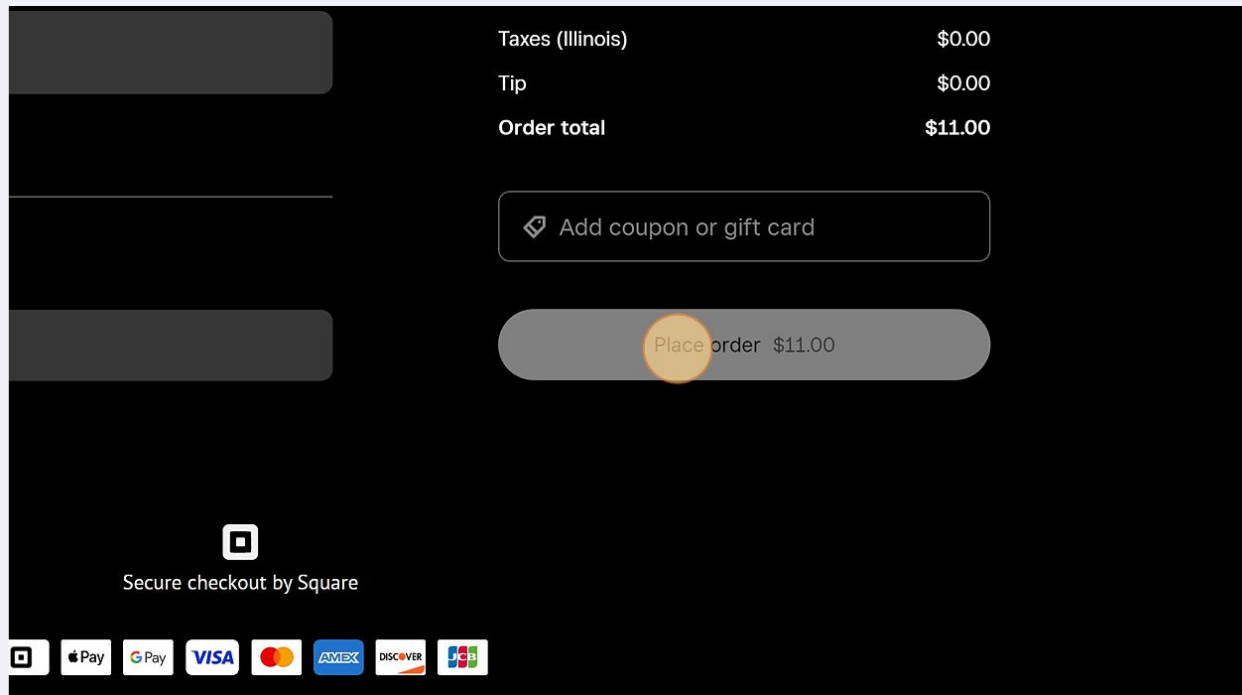 Taxes (Illinois) $0.00
Tip $0.00
Order total $11.00
Add coupon or gift card
Place order $11.00
Secure checkout by Square
Pay G Pay VISA AMEX DISCOVER JCB